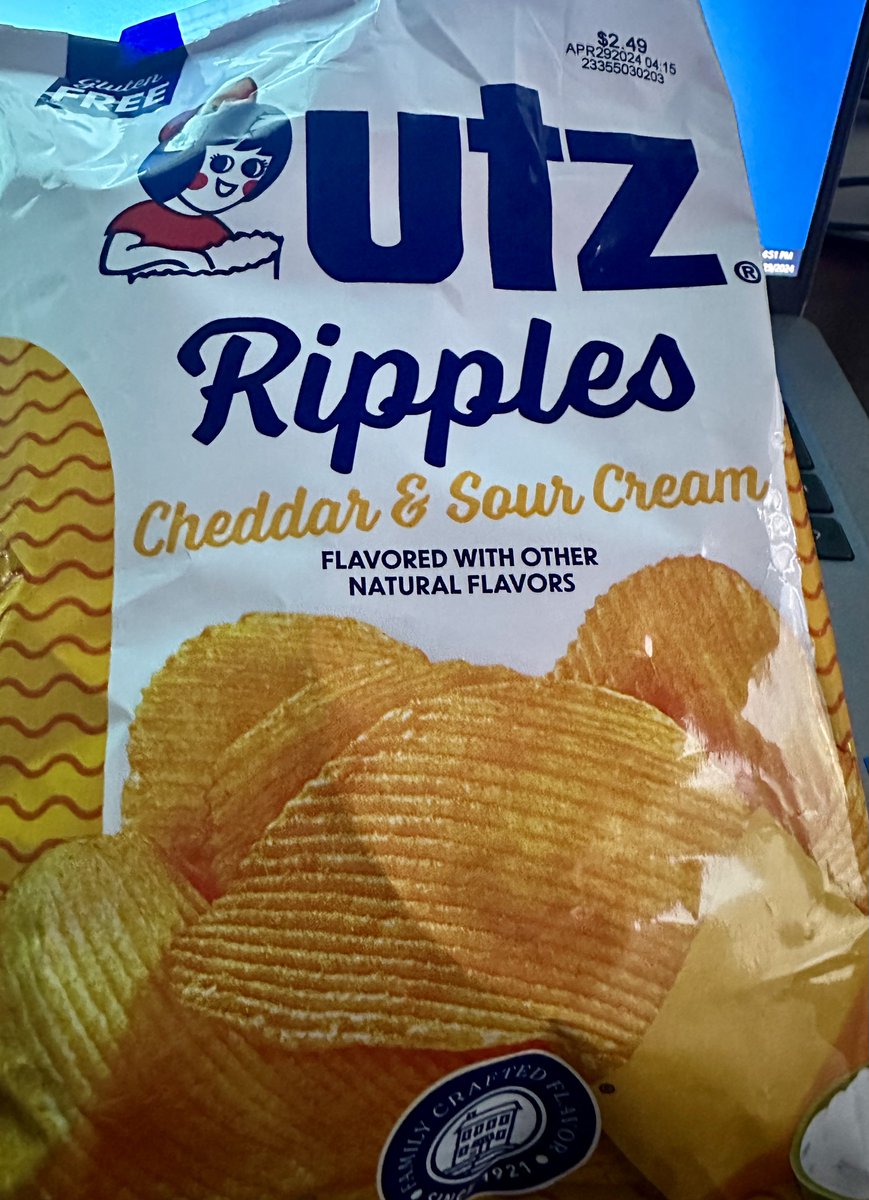 $2.49
APR292024 04:15
23355030203
Gluten
FREE
utz
®
Ripples
Cheddar & Sour Cream
FLAVORED WITH OTHER
NATURAL FLAVORS
FAMILY CRAFTED FLAVOR
SINCE 1921
®